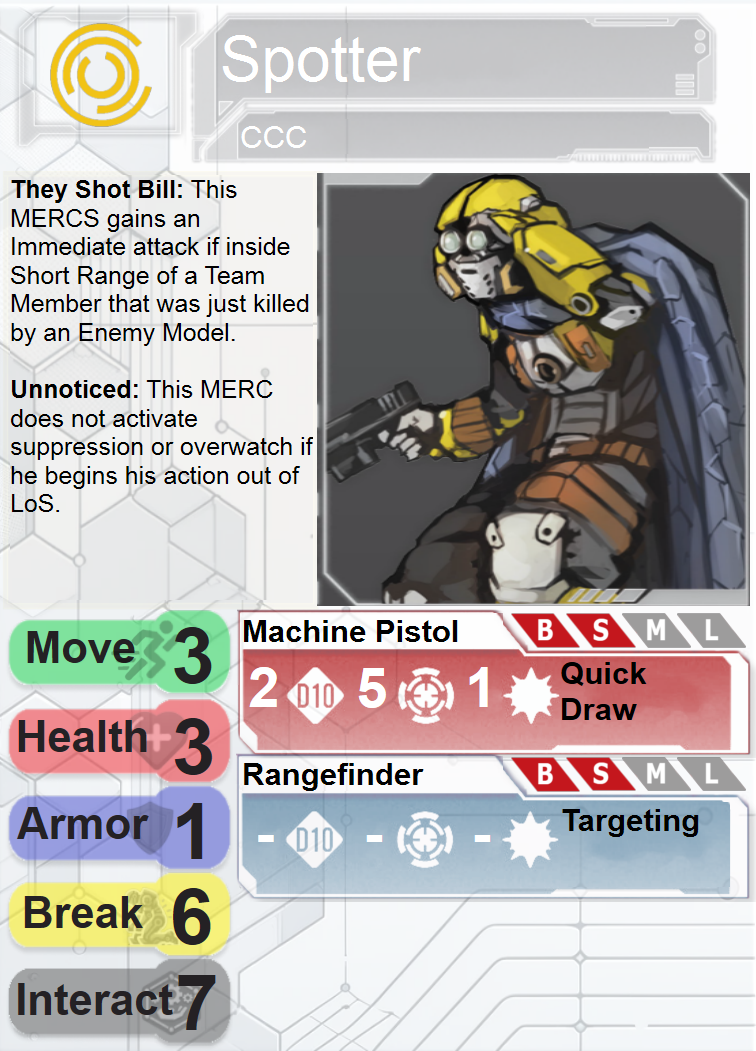 Spotter
CCC
They Shot Bill: This
MERCS gains an
Immediate attack if inside
Short Range of a Team
Member that was just killed
by an Enemy Model.
Unnoticed: This MERC
does not activate
suppression or overwatch if
he begins his action out of
LoS.
Move 3
Health 3
Armor 1
Break 6
Interact 7
Machine Pistol B S M L
2 D10 5 1 Quick
Draw
Rangefinder B S M L
- D10 - - Targeting